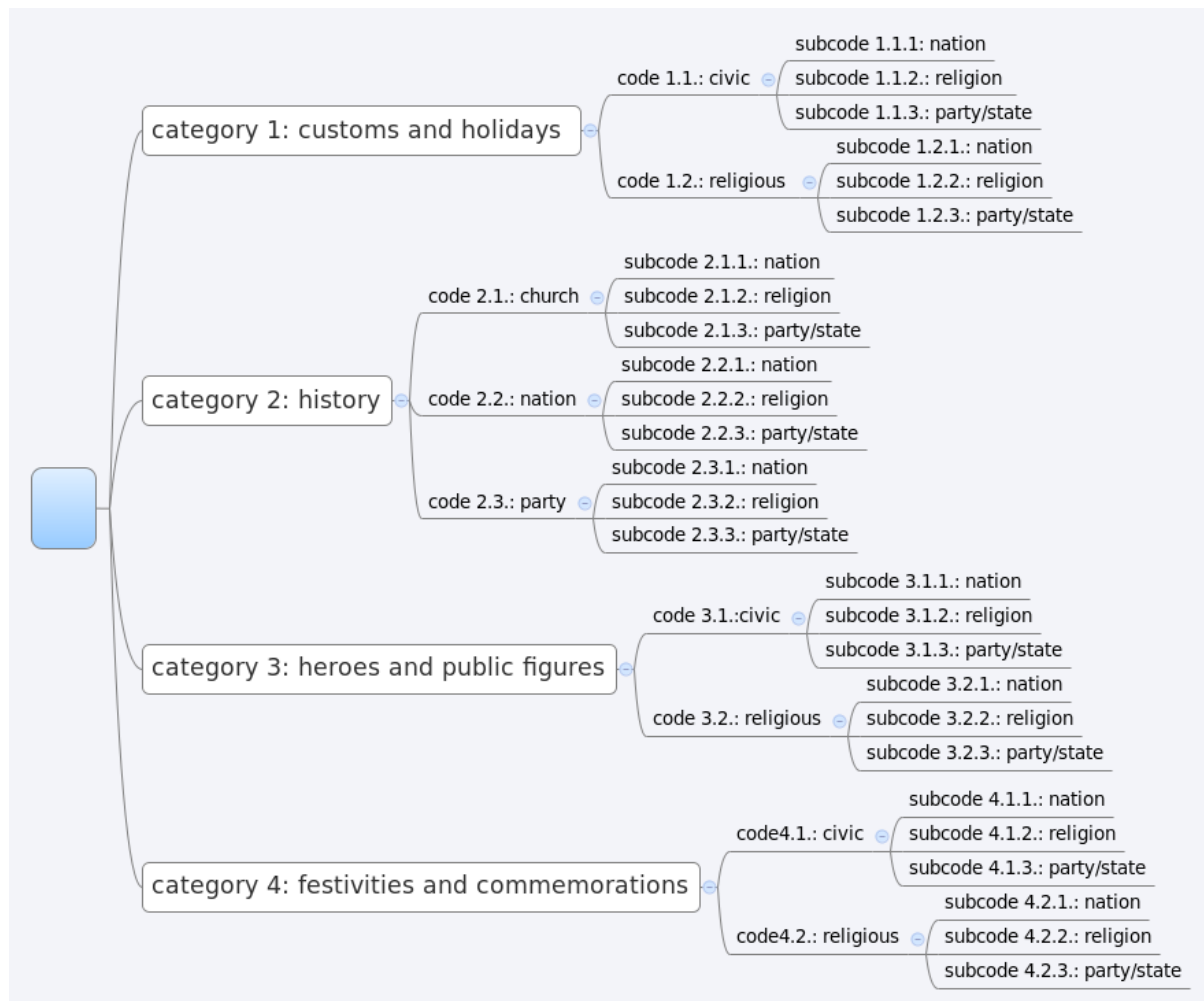 category 1: customs and holidays
code 1.1.: civic
subcode 1.1.1: nation
subcode 1.1.2.: religion
subcode 1.1.3.: party/state
code 1.2.: religious
subcode 1.2.1.: nation
subcode 1.2.2.: religion
subcode 1.2.3.: party/state
category 2: history
code 2.1.: church
subcode 2.1.1.: nation
subcode 2.1.2.: religion
subcode 2.1.3.: party/state
code 2.2.: nation
subcode 2.2.1.: nation
subcode 2.2.2.: religion
subcode 2.2.3.: party/state
code 2.3.: party
subcode 2.3.1.: nation
subcode 2.3.2.: religion
subcode 2.3.3.: party/state
category 3: heroes and public figures
code 3.1.:civic
subcode 3.1.1.: nation
subcode 3.1.2.: religion
subcode 3.1.3.: party/state
code 3.2.: religious
subcode 3.2.1.: nation
subcode 3.2.2.: religion
subcode 3.2.3.: party/state
category 4: festivities and commemorations
code4.1.: civic
subcode 4.1.1.: nation
subcode 4.1.2.: religion
subcode 4.1.3.: party/state
code4.2.: religious
subcode 4.2.1.: nation
subcode 4.2.2.: religion
subcode 4.2.3.: party/state